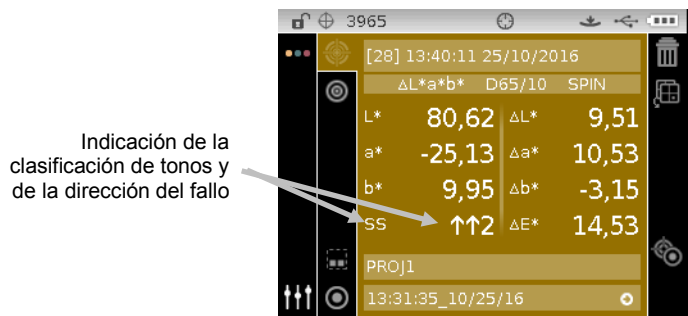 3965
[28] 13:40:11 25/10/2016
ΔL*a*b* D65/10 SPIN
L* 80,62 ΔL* 9,51
a* -25,13 Δa* 10,53
b* 9,95 Δb* -3,15
SS ↑↑2 ΔE* 14,53
PROJ1
13:31:35_10/25/16
Indicación de la
clasificación de tonos y
de la dirección del fallo